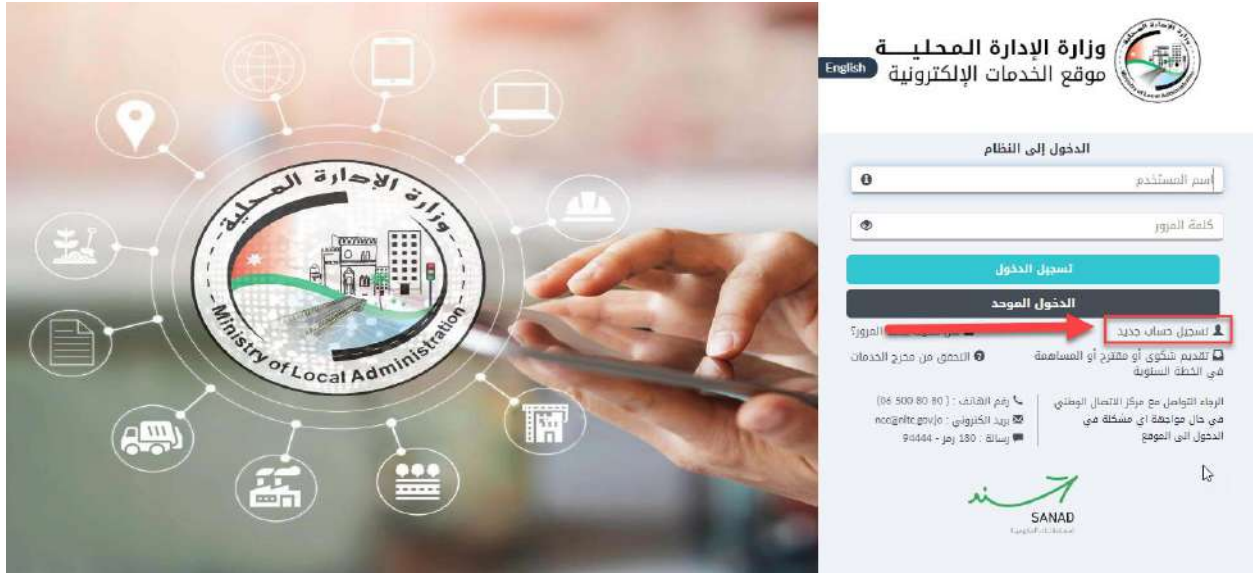 وزارة الإدارة المحليـــــة
موقع الخدمات الإلكترونية
English
وزارة الإدارة المحلية
Ministry of Local Administration
الدخول إلى النظام
اسم المستخدم
كلمة المرور
تسجيل الدخول
الدخول الموحد
تسجيل حساب جديد
المرور؟
تقديم شكوى أو مقترح أو المساهمة
في الخطة السنوية
التحقق من مخرج الخدمات
الرجاء التواصل مع مركز الاتصال الوطني
في حال مواجهة اي مشكلة في
الدخول الى الموقع
رقم الهاتف : ( 80 80 500 06)
بريد الكتروني : ncc@nitc.gov.jo
رسالة : 180 رمز - 94444
سند
SANAD